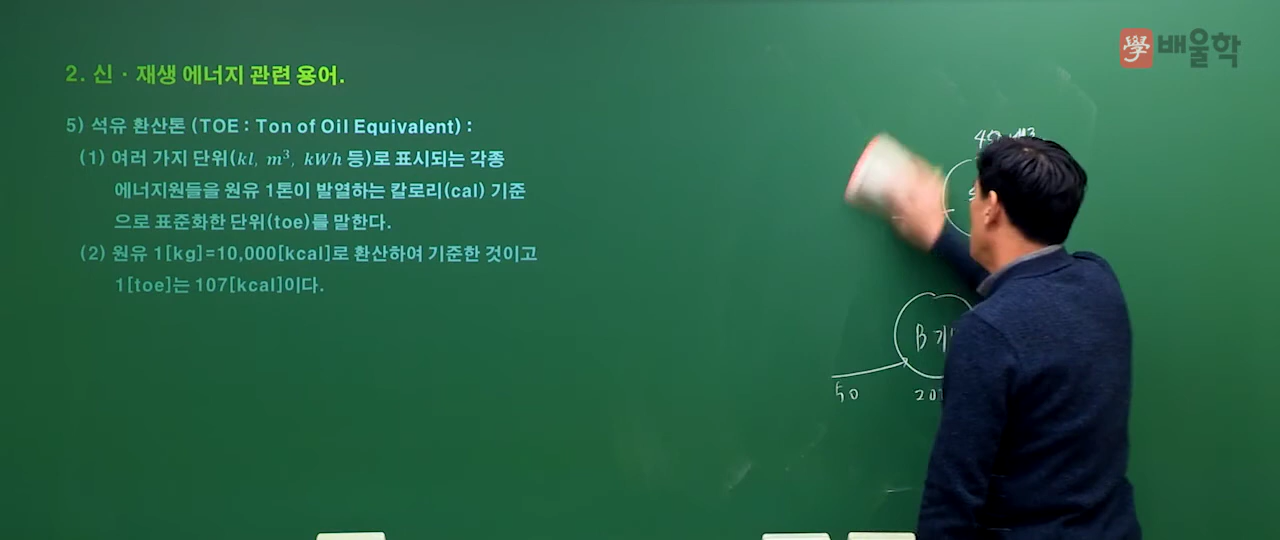 學 배울학
2. 신 · 재생 에너지 관련 용어.
5) 석유 환산톤 (TOE : Ton of Oil Equivalent) :
(1) 여러 가지 단위(kl, m³, kWh 등)로 표시되는 각종
에너지원들을 원유 1톤이 발열하는 칼로리(cal) 기준
으로 표준화한 단위(toe)를 말한다.
(2) 원유 1[kg]=10,000[kcal]로 환산하여 기준한 것이고
1[toe]는 107[kcal]이다.
B
50